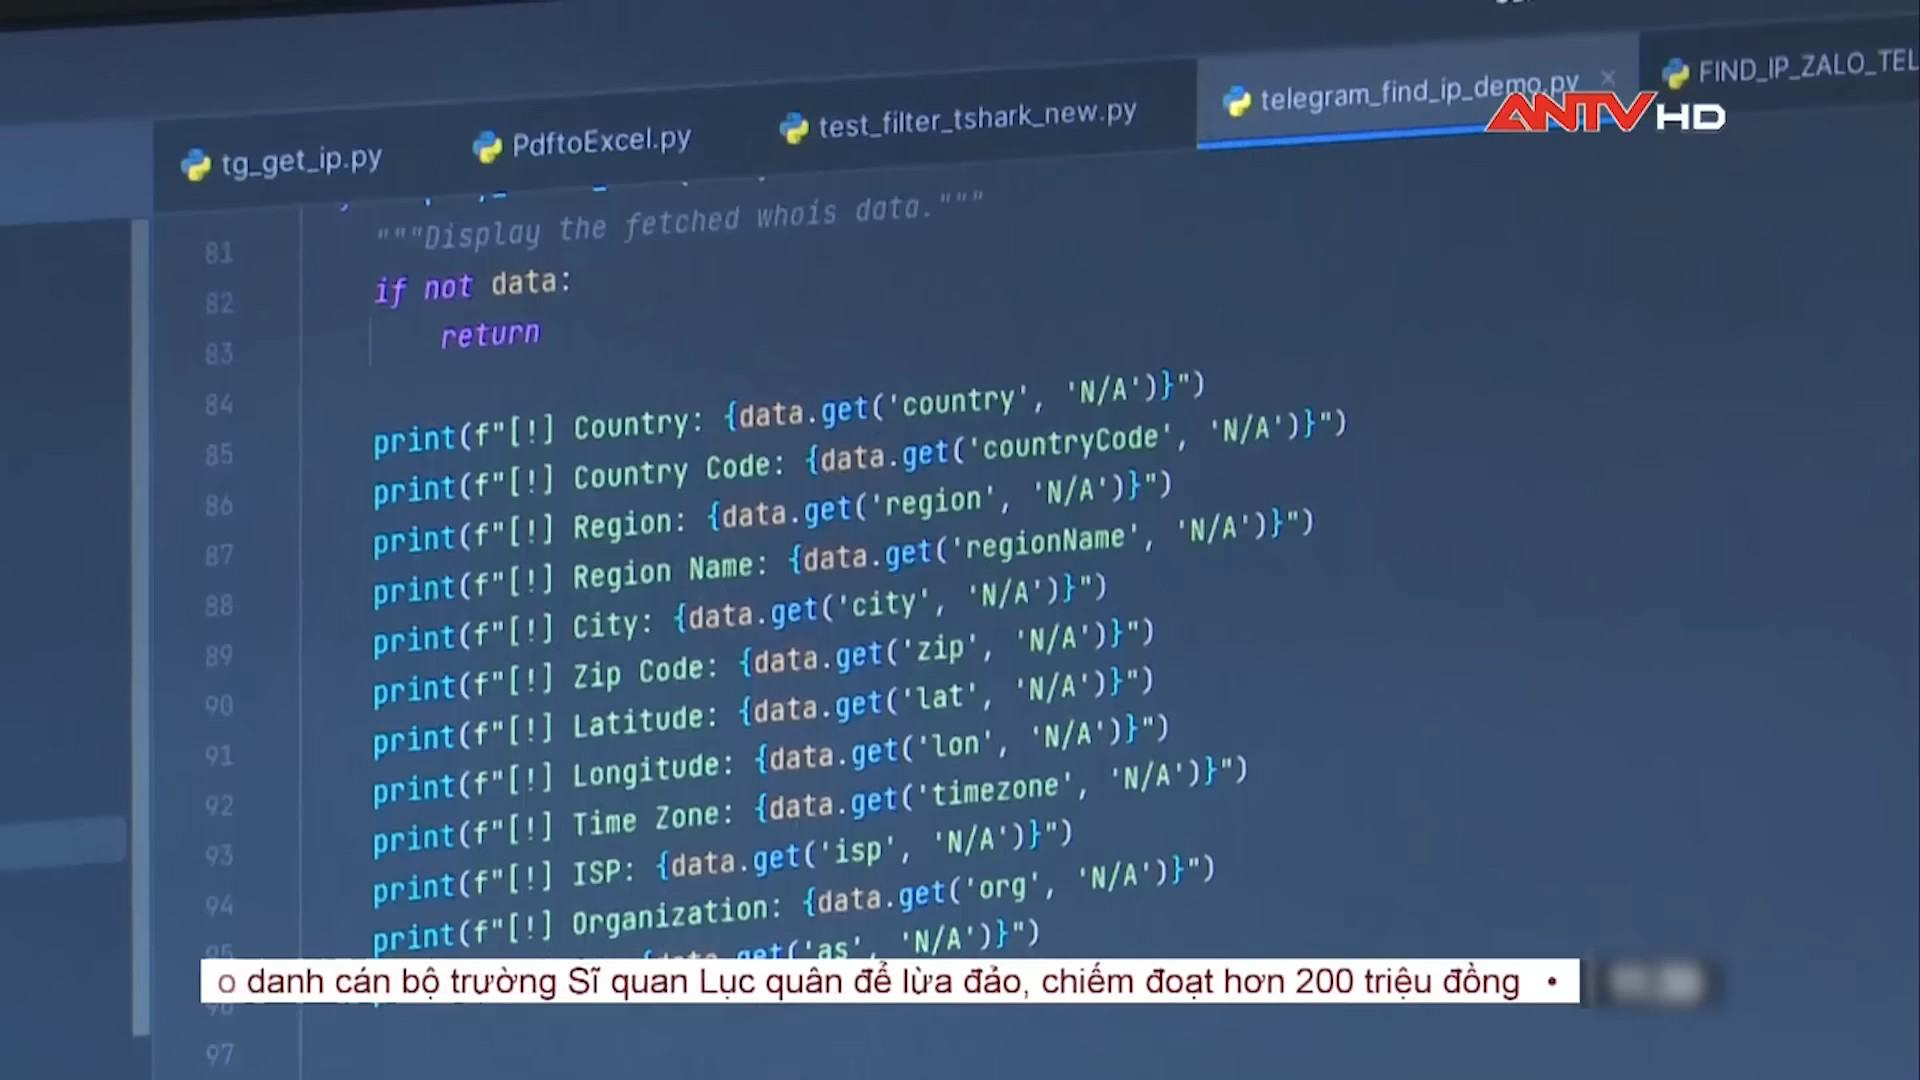 tg_get_ip.py
PdftoExcel.py
test_filter_tshark_new.py
telegram_find_ip_demo.py
FIND_IP_ZALO_TEL
ANTV HD
81
"""Display the fetched whois data."""
82
if not data:
83
return
84
85
print(f"[!] Country: {data.get('country', 'N/A')}")
86
print(f"[!] Country Code: {data.get('countryCode', 'N/A')}")
87
print(f"[!] Region: {data.get('region', 'N/A')}")
88
print(f"[!] Region Name: {data.get('regionName', 'N/A')}")
89
print(f"[!] City: {data.get('city', 'N/A')}")
90
print(f"[!] Zip Code: {data.get('zip', 'N/A')}")
91
print(f"[!] Latitude: {data.get('lat', 'N/A')}")
92
print(f"[!] Longitude: {data.get('lon', 'N/A')}")
93
print(f"[!] Time Zone: {data.get('timezone', 'N/A')}")
94
print(f"[!] ISP: {data.get('isp', 'N/A')}")
95
print(f"[!] Organization: {data.get('org', 'N/A')}")
{data.get('as', 'N/A')}")
o danh cán bộ trường Sĩ quan Lục quân để lừa đảo, chiếm đoạt hơn 200 triệu đồng •
96
97